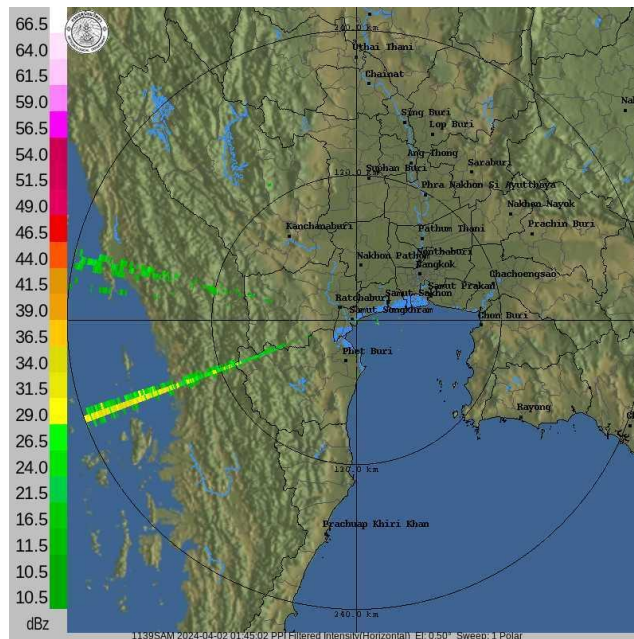 66.5
64.0
61.5
59.0
56.5
54.0
51.5
49.0
46.5
44.0
41.5
39.0
36.5
34.0
31.5
29.0
26.5
24.0
21.5
16.5
11.5
10.5
10.5
dBz
240.0 km
Uthai Thani
Chainat
Sing Buri
Lop Buri
Ang Thong
Saraburi
Suphan Buri
120.0 km
Phra Nakhon Si Ayutthaya
Nakhon Nayok
Kanchanaburi
Prachin Buri
Pathum Thani
Nonthaburi
Nakhon Pathom
Bangkok
Chachoengsao
Samut Prakan
Samut Sakhon
Ratchaburi
Samut Songkhram
Chon Buri
Phet Buri
Rayong
120.0 km
Prachuap Khiri Khan
240.0 km
1139SAM 2024-04-02 01:45:02 PPI Filtered Intensity(Horizontal) El: 0.50° Sweep: 1 Polar